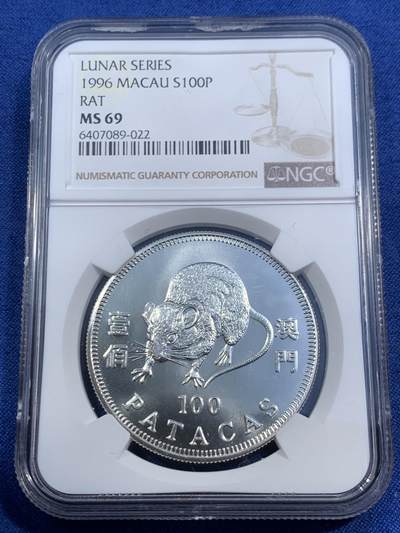 LUNAR SERIES
1996 MACAU S100P
RAT
MS 69
6407089-022
NUMISMATIC GUARANTY CORPORATION
NGC®
壹佰
澳門
100
PATACAS